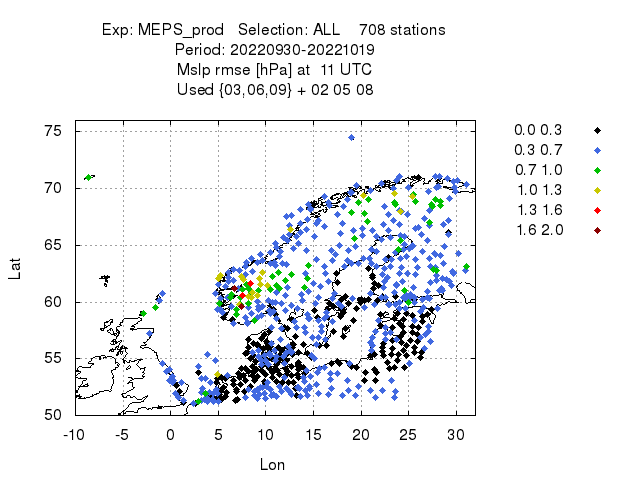 Exp: MEPS_prod   Selection: ALL    708 stations
Period: 20220930-20221019
Mslp rmse [hPa] at  11 UTC
Used {03,06,09} + 02 05 08
75
70
65
60
55
50
-10 -5 0 5 10 15 20 25 30
Lat
Lon
0.0 0.3
0.3 0.7
0.7 1.0
1.0 1.3
1.3 1.6
1.6 2.0